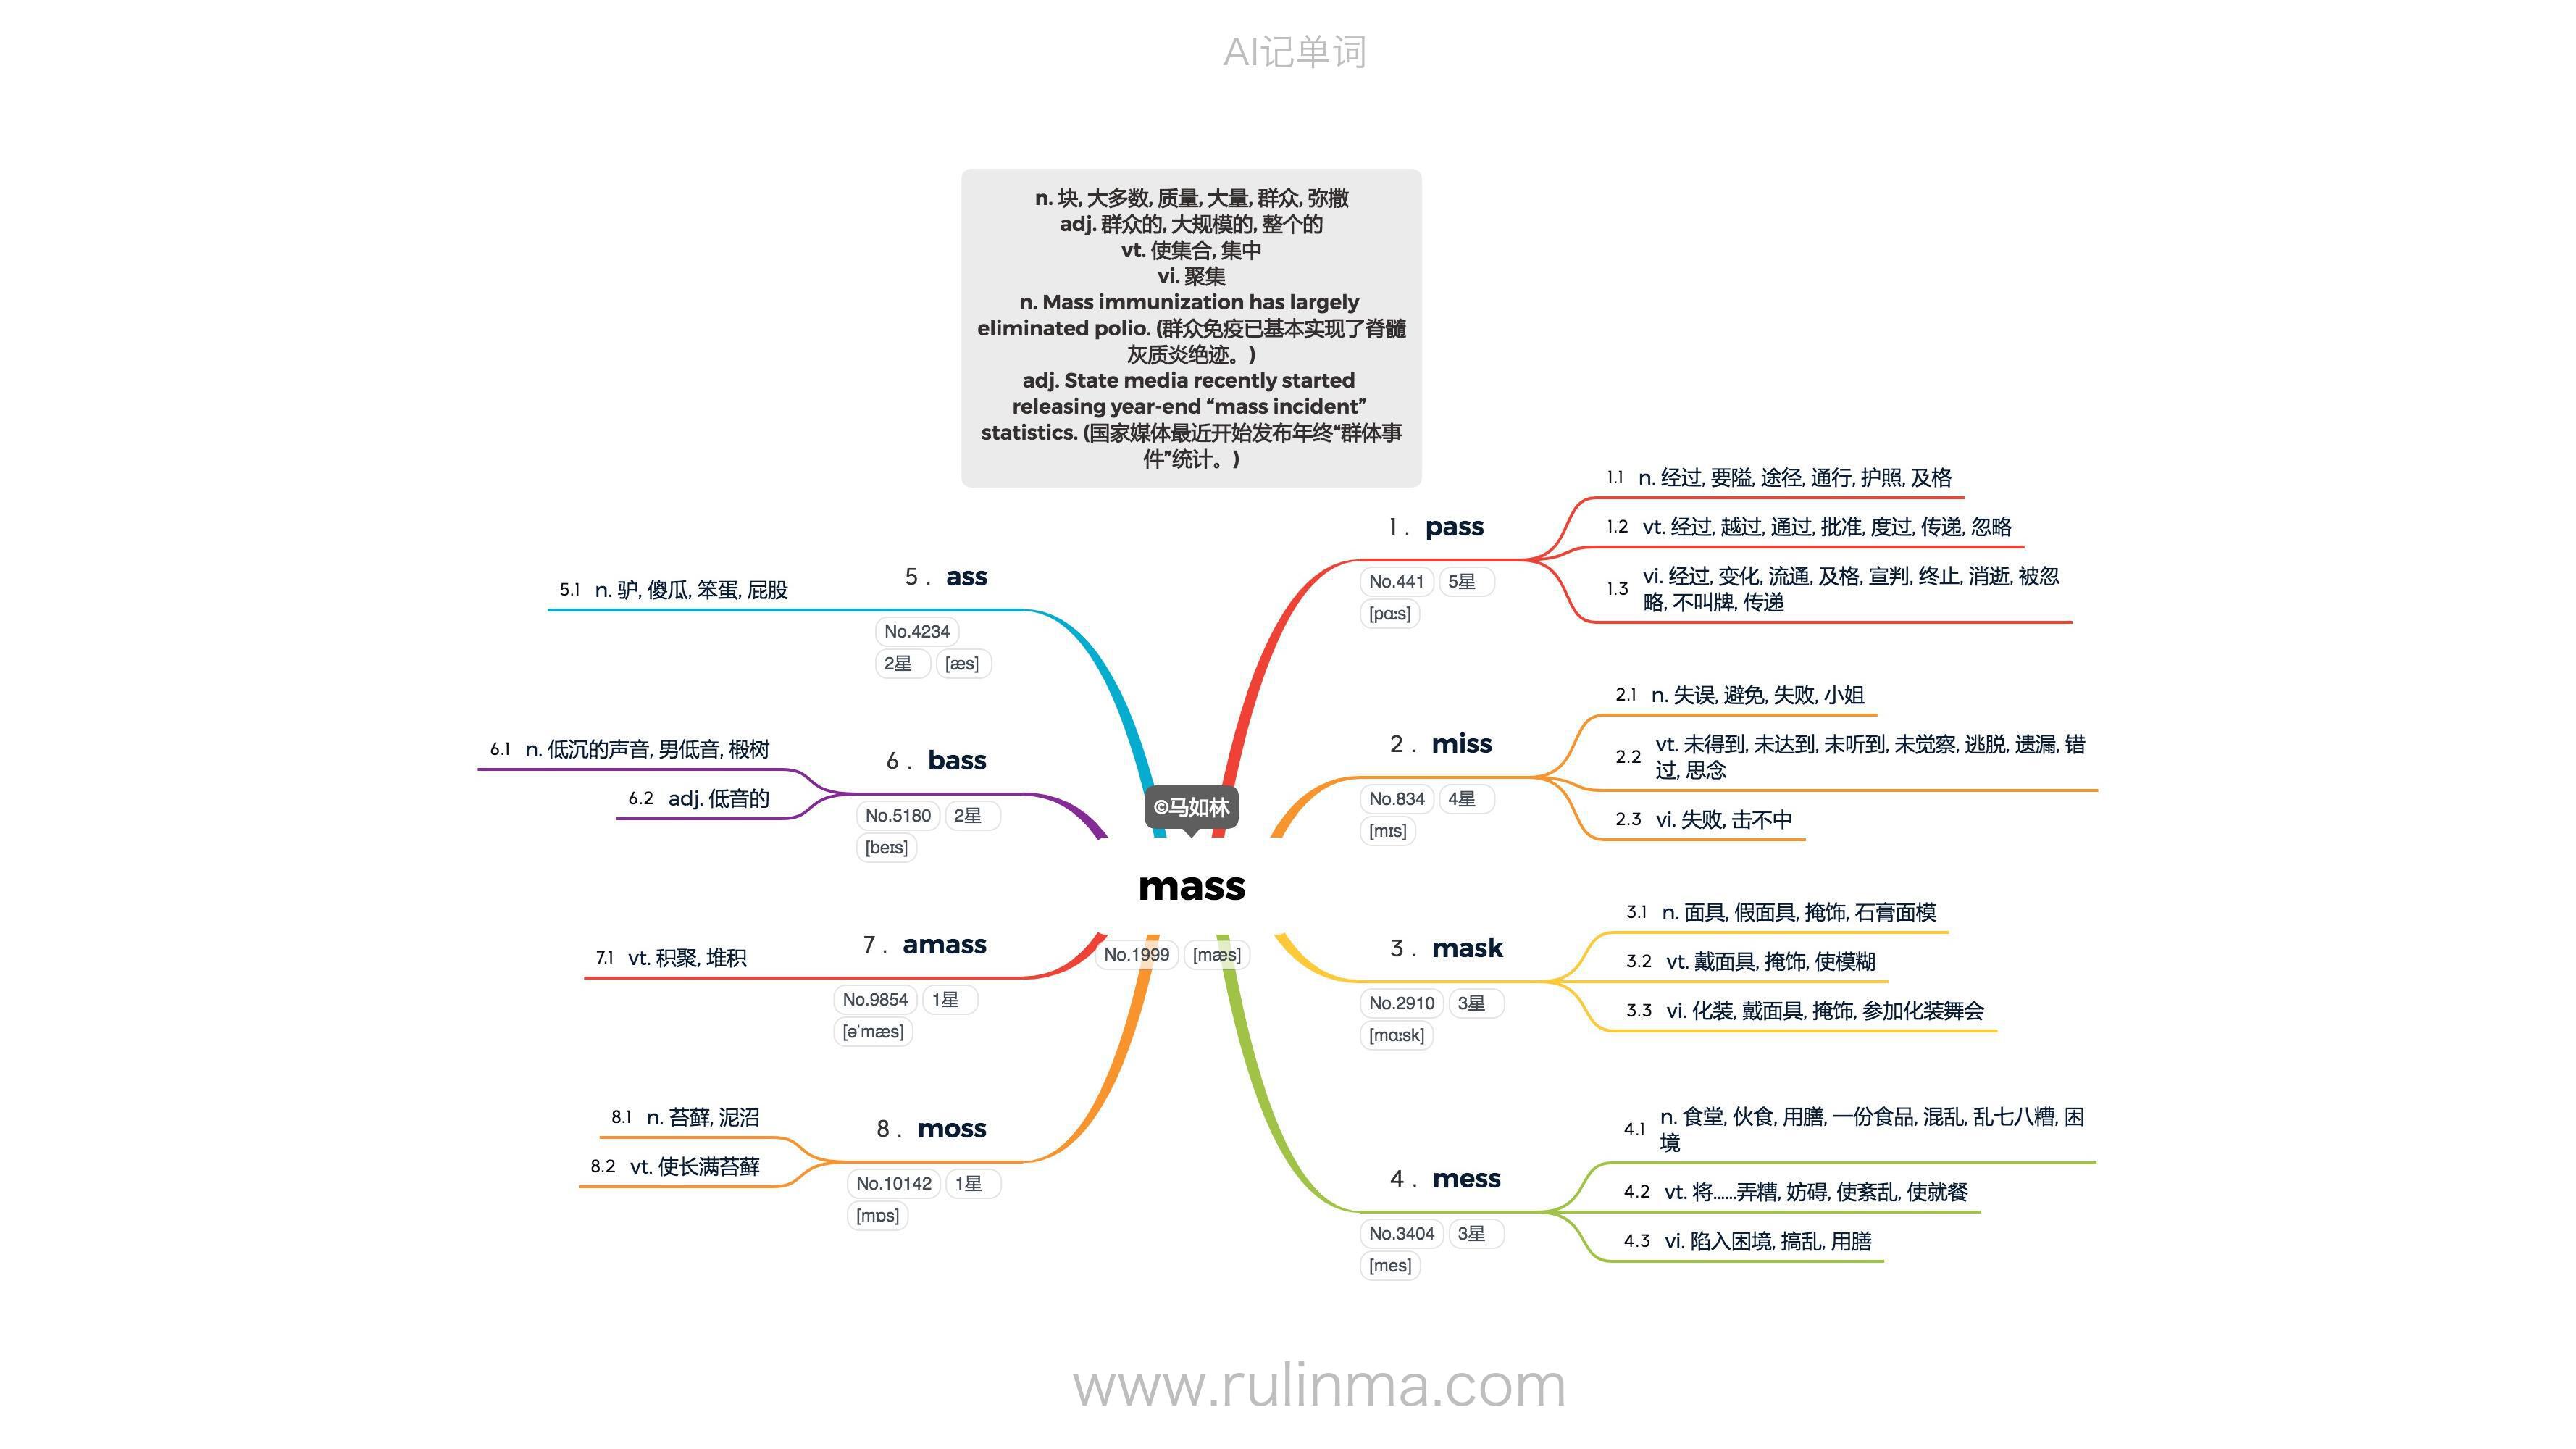 AI记单词
n. 块, 大多数, 质量, 大量, 群众, 弥撒
adj. 群众的, 大规模的, 整个的
vt. 使集合, 集中
vi. 聚集
n. Mass immunization has largely
eliminated polio. (群众免疫已基本实现了脊髓
灰质炎绝迹。)
adj. State media recently started
releasing year-end “mass incident”
statistics. (国家媒体最近开始发布年终“群体事
件”统计。)
©马如林
mass
No.1999 [mæs]
1 . pass
No.441 5星
[pɑːs]
1.1 n. 经过, 要隘, 途径, 通行, 护照, 及格
1.2 vt. 经过, 越过, 通过, 批准, 度过, 传递, 忽略
1.3 vi. 经过, 变化, 流通, 及格, 宣判, 终止, 消逝, 被忽
略, 不叫牌, 传递
2 . miss
No.834 4星
[mɪs]
2.1 n. 失误, 避免, 失败, 小姐
2.2 vt. 未得到, 未达到, 未听到, 未觉察, 逃脱, 遗漏, 错
过, 思念
2.3 vi. 失败, 击不中
3 . mask
No.2910 3星
[mɑːsk]
3.1 n. 面具, 假面具, 掩饰, 石膏面模
3.2 vt. 戴面具, 掩饰, 使模糊
3.3 vi. 化装, 戴面具, 掩饰, 参加化装舞会
4 . mess
No.3404 3星
[mes]
4.1 n. 食堂, 伙食, 用膳, 一份食品, 混乱, 乱七八糟, 困
境
4.2 vt. 将……弄糟, 妨碍, 使紊乱, 使就餐
4.3 vi. 陷入困境, 搞乱, 用膳
5 . ass
No.4234
2星 [æs]
5.1 n. 驴, 傻瓜, 笨蛋, 屁股
6 . bass
No.5180 2星
[beɪs]
6.1 n. 低沉的声音, 男低音, 椴树
6.2 adj. 低音的
7 . amass
No.9854 1星
[əˈmæs]
7.1 vt. 积聚, 堆积
8 . moss
No.10142 1星
[mɒs]
8.1 n. 苔藓, 泥沼
8.2 vt. 使长满苔藓
www.rulinma.com